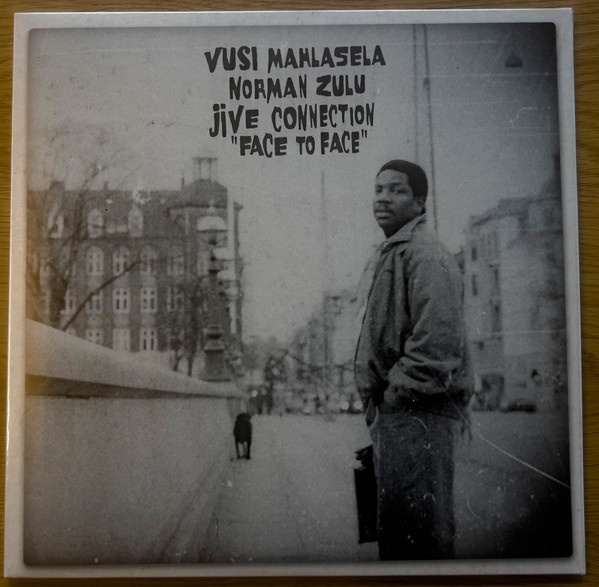 VUSI MAHLASELA
NORMAN ZULU
jiVE CONNECTION
"FACE TO FACE"